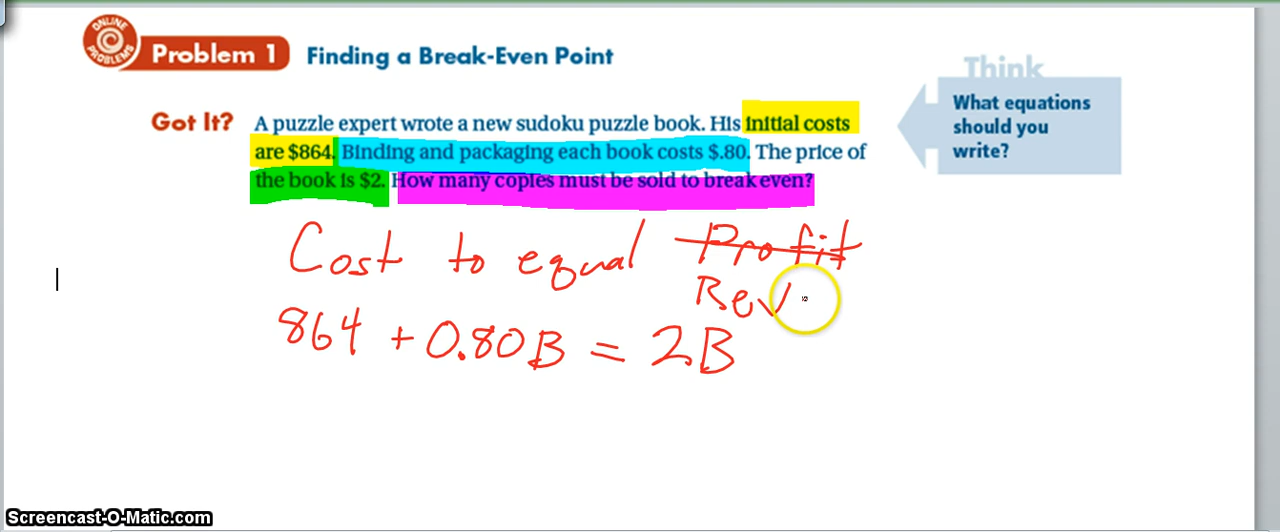 ONLINE PROBLEMS
Problem 1 Finding a Break-Even Point
Got It? A puzzle expert wrote a new sudoku puzzle book. His initial costs
are $864. Binding and packaging each book costs $.80. The price of
the book is $2. How many copies must be sold to break even?
Think
What equations
should you
write?
Cost to equal Profit
Rev
864 + 0.80B = 2B
Screencast-O-Matic.com